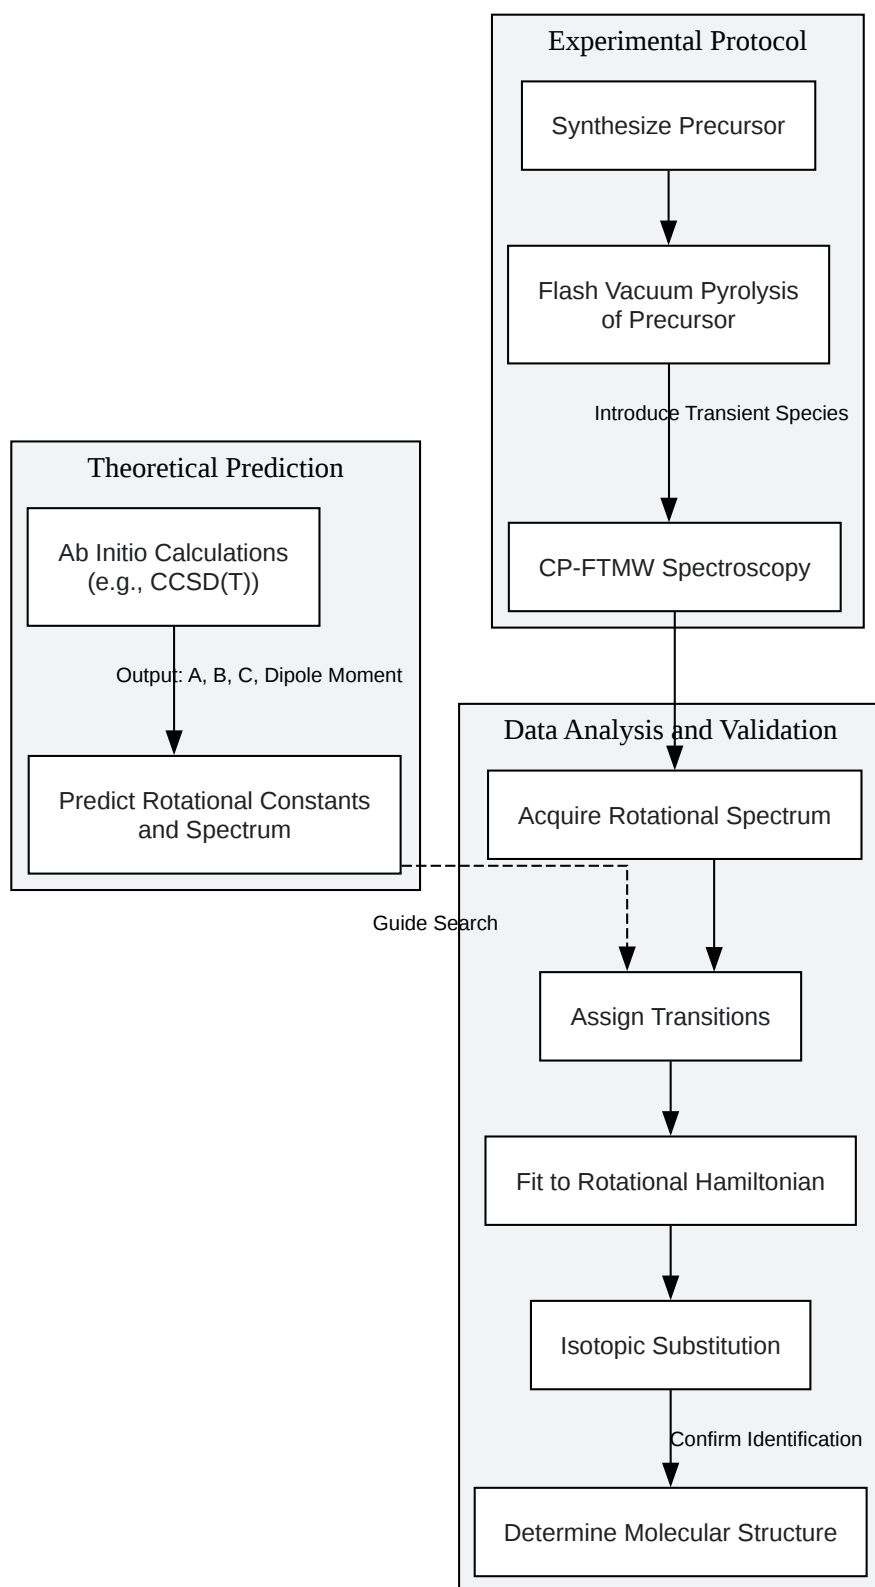 Experimental Protocol
Synthesize Precursor
Flash Vacuum Pyrolysis
of Precursor
Introduce Transient Species
CP-FTMW Spectroscopy
Theoretical Prediction
Ab Initio Calculations
(e.g., CCSD(T))
Output: A, B, C, Dipole Moment
Predict Rotational Constants
and Spectrum
Guide Search
Data Analysis and Validation
Acquire Rotational Spectrum
Assign Transitions
Fit to Rotational Hamiltonian
Isotopic Substitution
Confirm Identification
Determine Molecular Structure